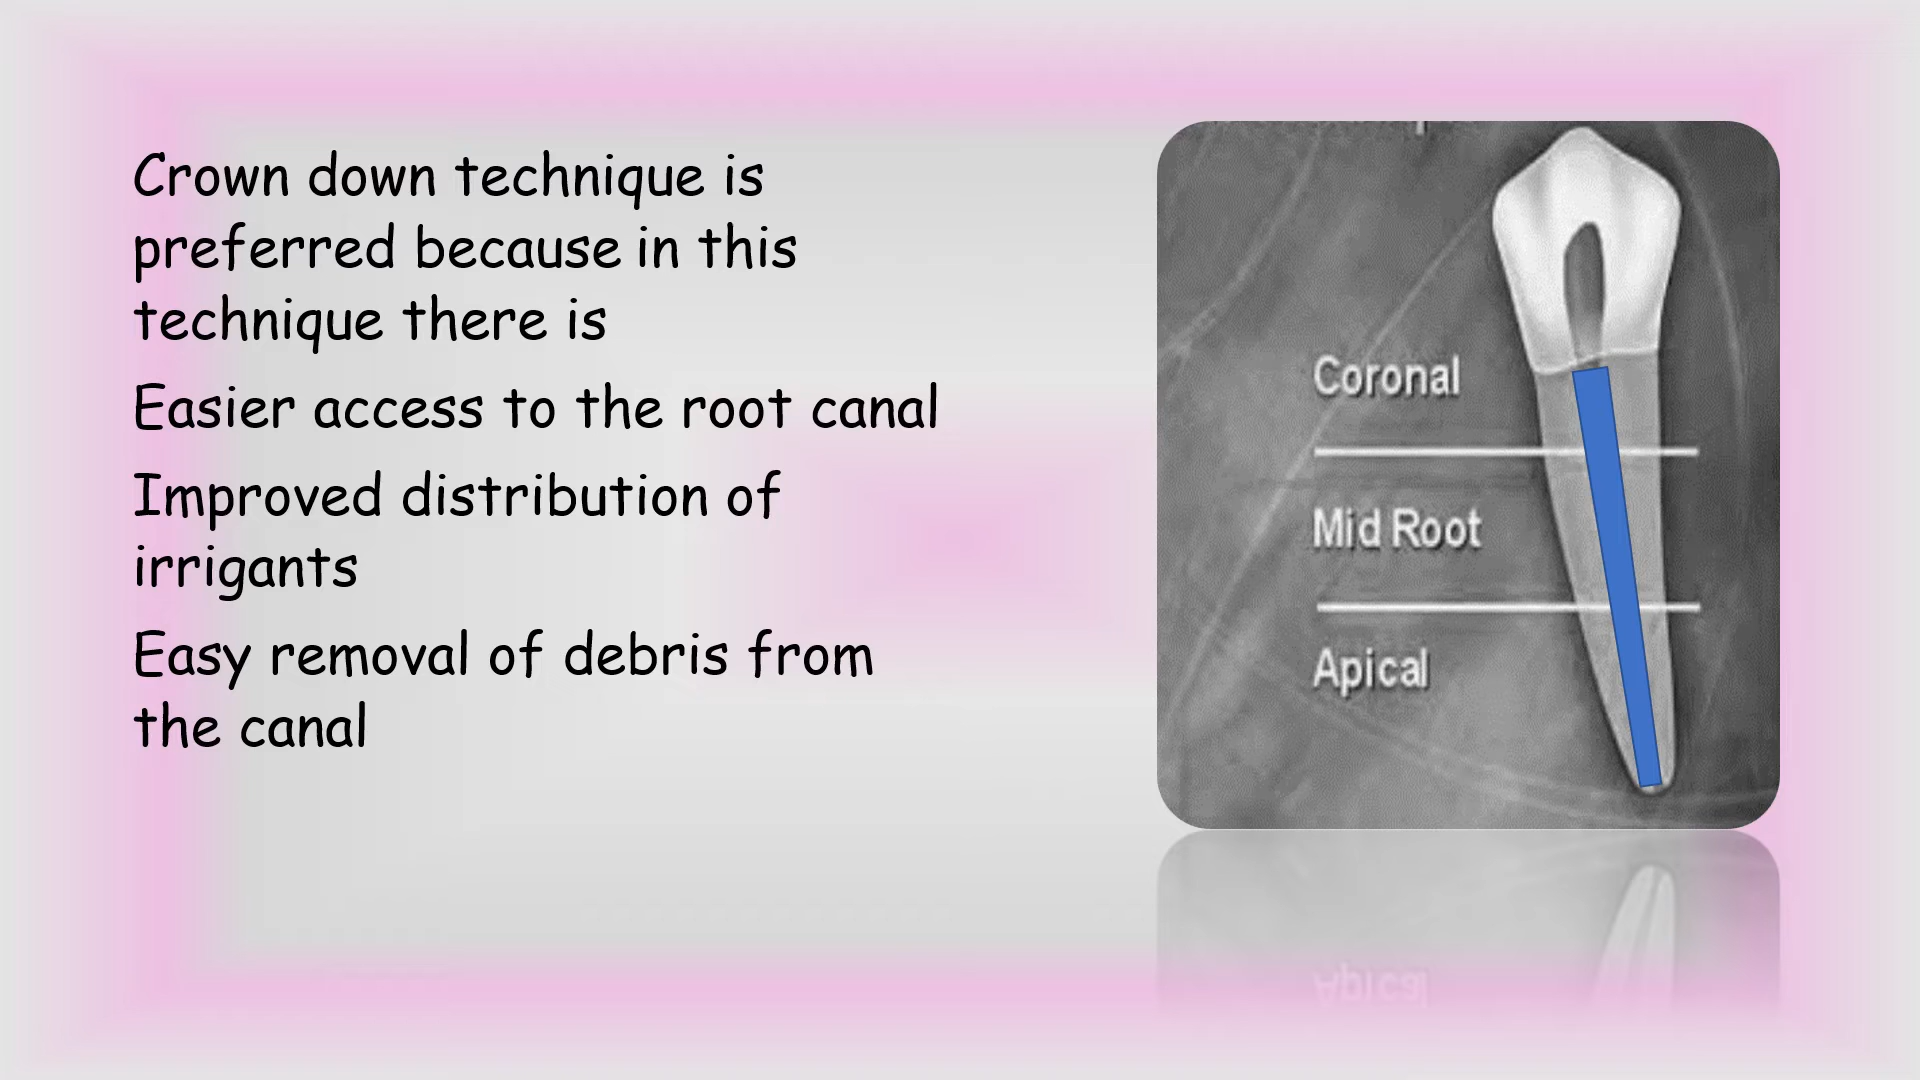 Crown down technique is
preferred because in this
technique there is
Easier access to the root canal
Improved distribution of
irrigants
Easy removal of debris from
the canal
Coronal
Mid Root
Apical